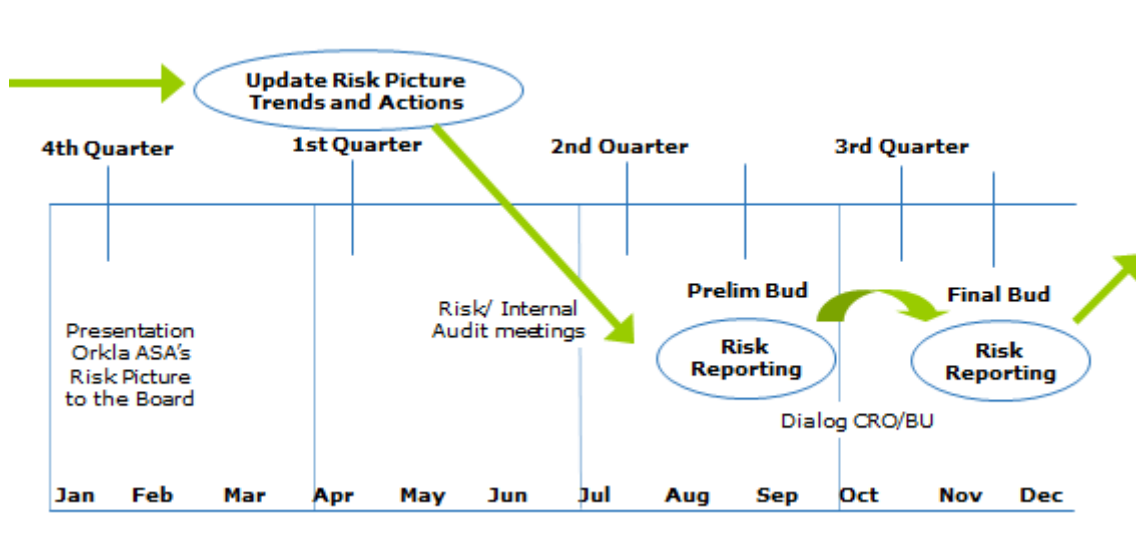 Update Risk Picture
Trends and Actions
4th Quarter
1st Quarter
2nd Ouarter
3rd Quarter
Prelim Bud
Final Bud
Risk/ Internal
Audit meetings
Presentation
Orkla ASA's
Risk Picture
to the Board
Risk
Reporting
Risk
Reporting
Dialog CRO/BU
Jan Feb Mar Apr May Jun Jul Aug Sep Oct Nov Dec